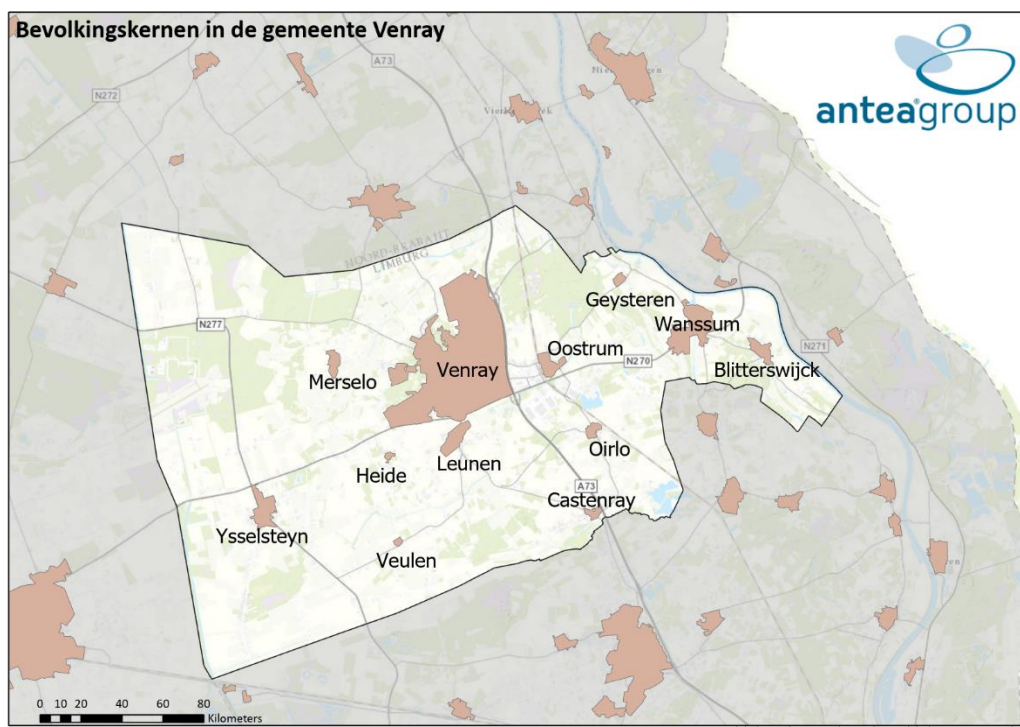 Bevolkingskernen in de gemeente Venray
anteagroup
A73
N272
NOORD-BRABANT
LIMBURG
N277
Geysteren
Wanssum
Oostrum
N270
N271
Blitterswijck
Venray
Merselo
Heide
Leunen
Oirlo
A73
Castenray
Ysselsteyn
Veulen
0 10 20 40 60 80
Kilometers